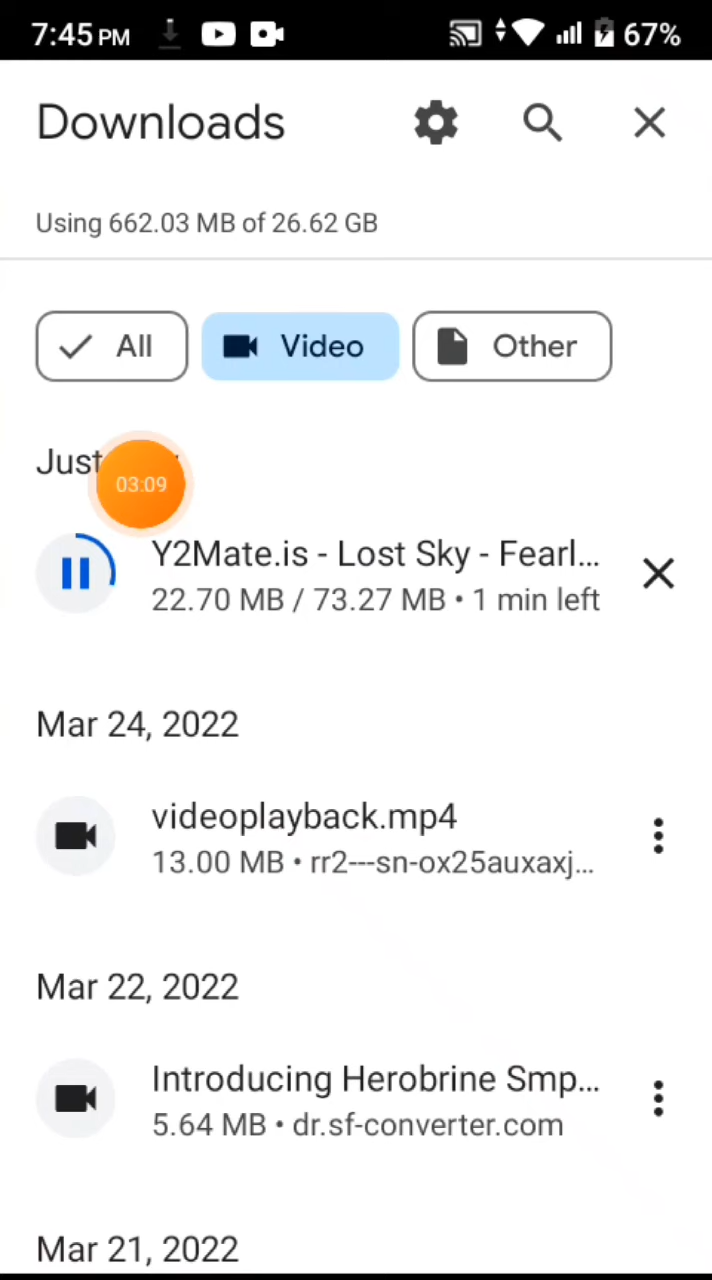 7:45 PM 67%
Downloads
Using 662.03 MB of 26.62 GB
All Video Other
Just
03:09
Y2Mate.is - Lost Sky - Fearl...
22.70 MB / 73.27 MB • 1 min left
Mar 24, 2022
videoplayback.mp4
13.00 MB • rr2---sn-ox25auxaxj...
Mar 22, 2022
Introducing Herobrine Smp...
5.64 MB • dr.sf-converter.com
Mar 21, 2022